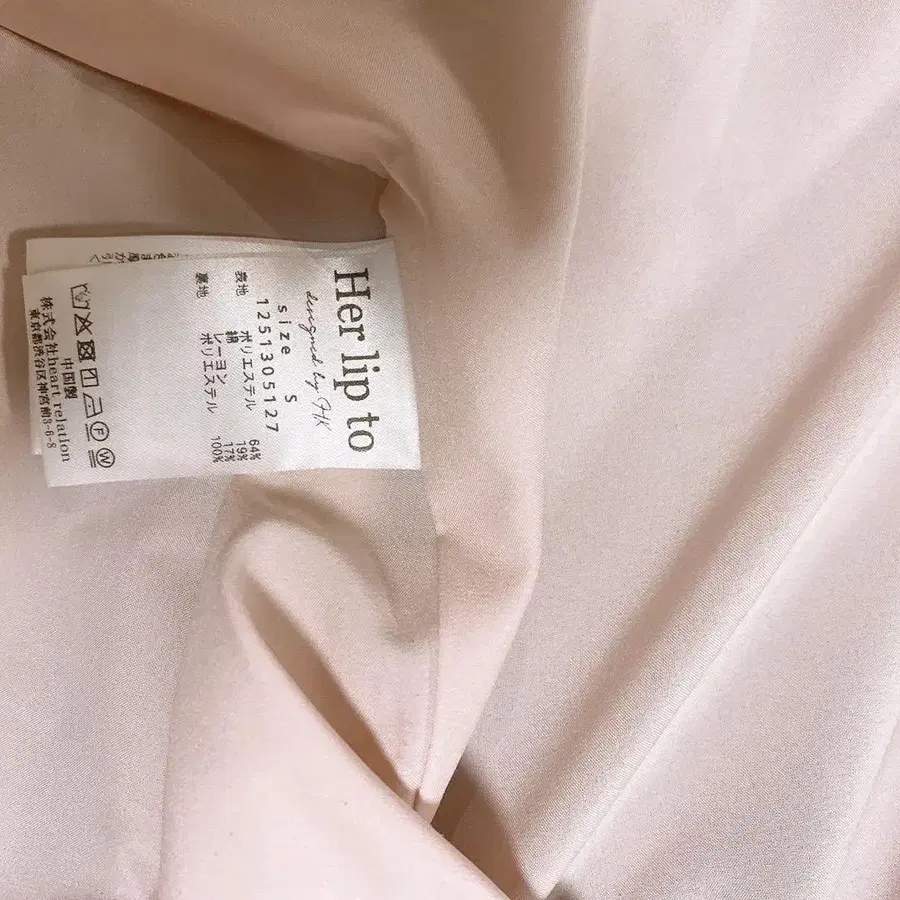 Her lip to
designed by HK
size S
1251305127
表地 ポリエステル 64%
綿 19%
レーヨン 17%
裏地 ポリエステル 100%
W
中国製
株式会社heart relation
東京都渋谷区神宮前3-6-8